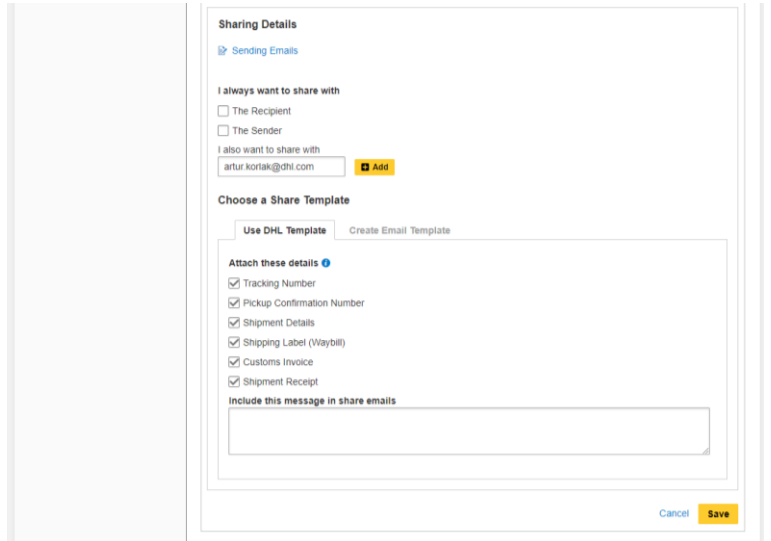 Sharing Details
Sending Emails
I always want to share with
The Recipient
The Sender
I also want to share with
artur.korlak@dhl.com
Add
Choose a Share Template
Use DHL Template
Create Email Template
Attach these details
Tracking Number
Pickup Confirmation Number
Shipment Details
Shipping Label (Waybill)
Customs Invoice
Shipment Receipt
Include this message in share emails
Cancel
Save